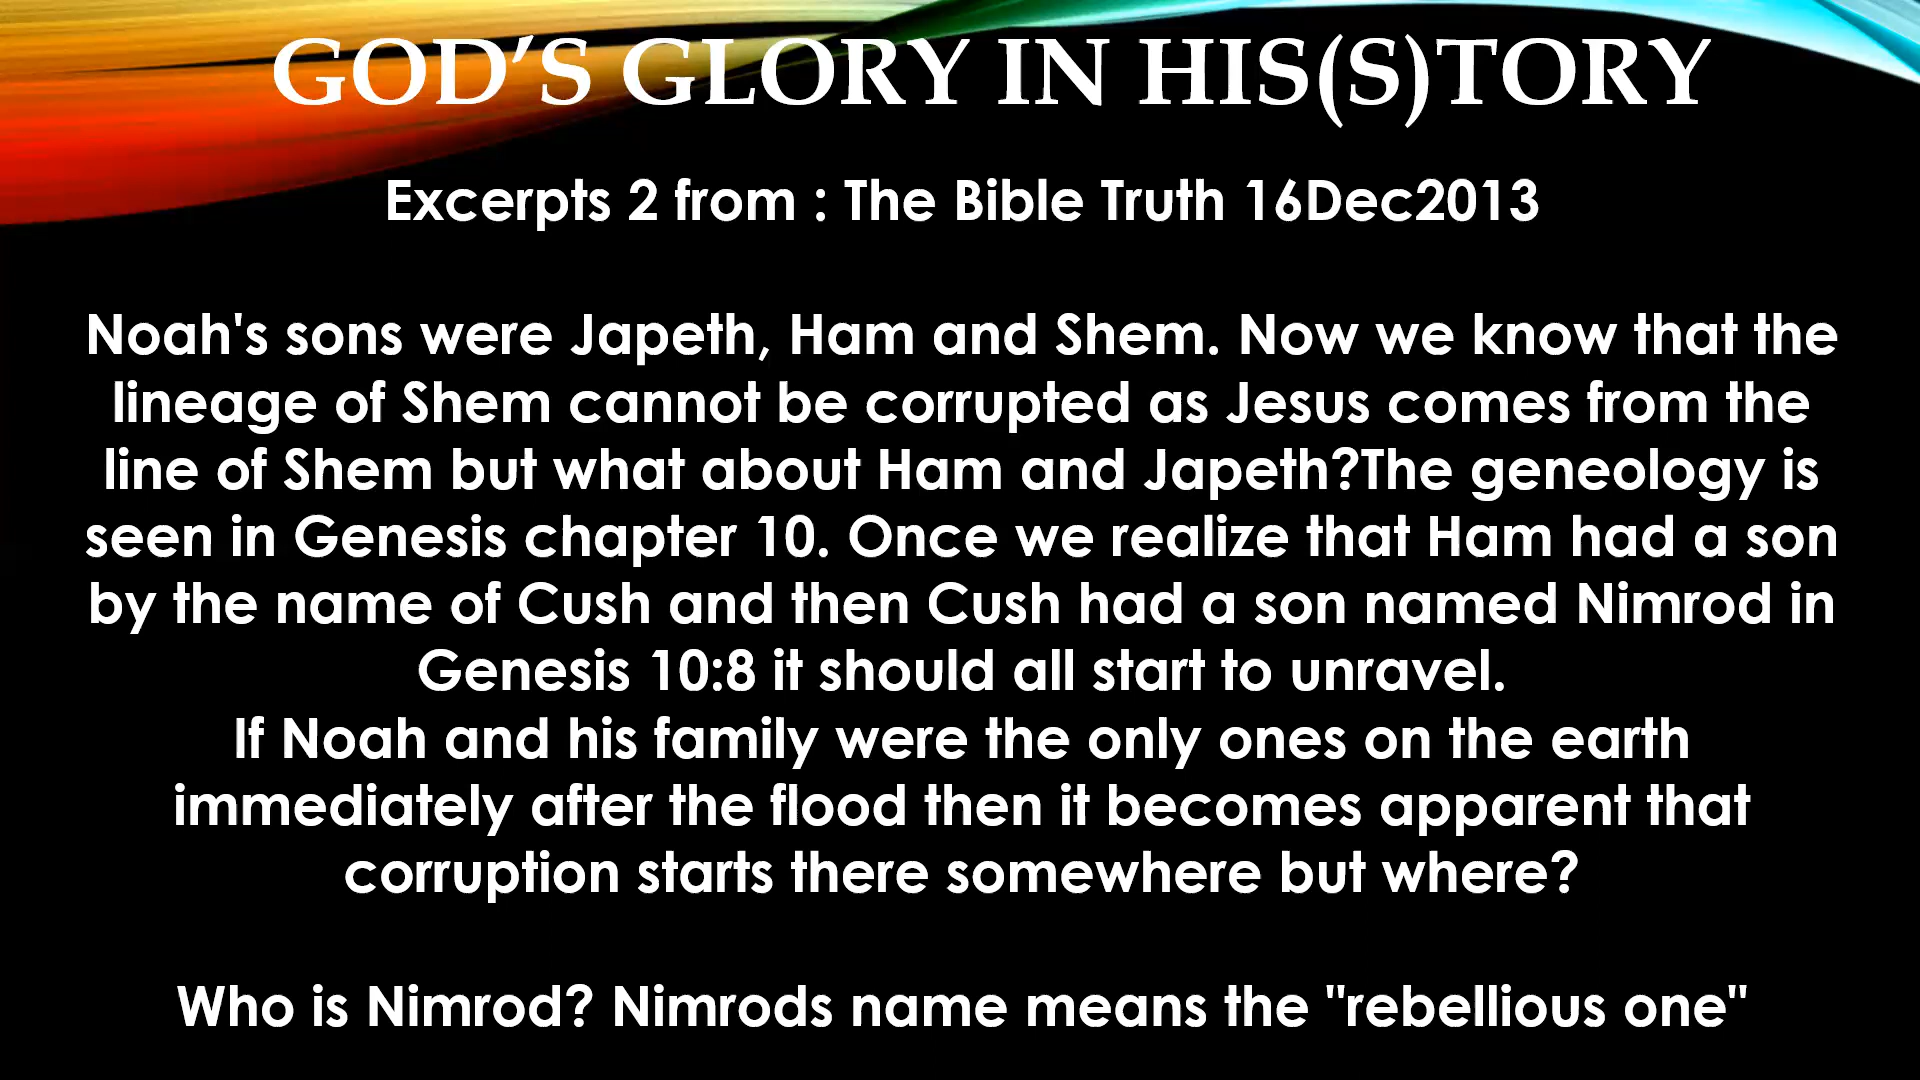 GOD’S GLORY IN HIS(S)TORY
Excerpts 2 from : The Bible Truth 16Dec2013
Noah's sons were Japeth, Ham and Shem. Now we know that the
lineage of Shem cannot be corrupted as Jesus comes from the
line of Shem but what about Ham and Japeth?The geneology is
seen in Genesis chapter 10. Once we realize that Ham had a son
by the name of Cush and then Cush had a son named Nimrod in
Genesis 10:8 it should all start to unravel.
If Noah and his family were the only ones on the earth
immediately after the flood then it becomes apparent that
corruption starts there somewhere but where?
Who is Nimrod? Nimrods name means the "rebellious one"